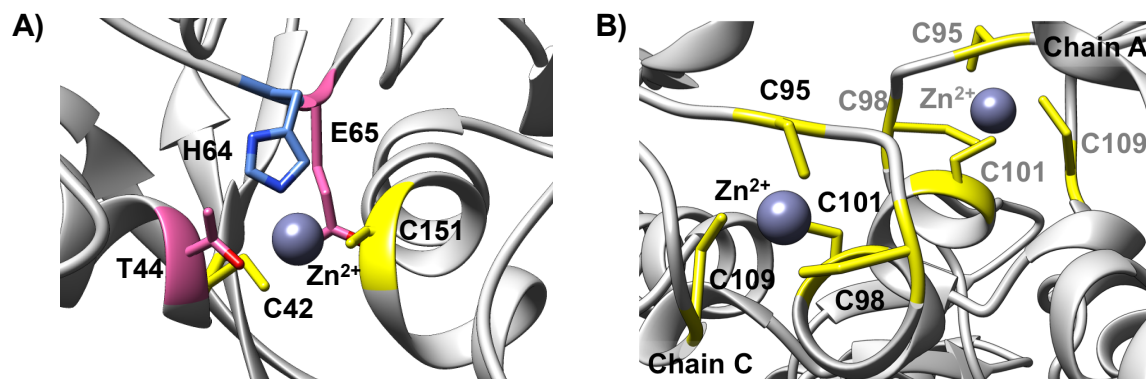 A)
H64
E65
T44
C42
Zn2+
C151
B)
C95
Chain A
C95
C98
Zn2+
C109
C101
Zn2+
C101
C109
C98
Chain C